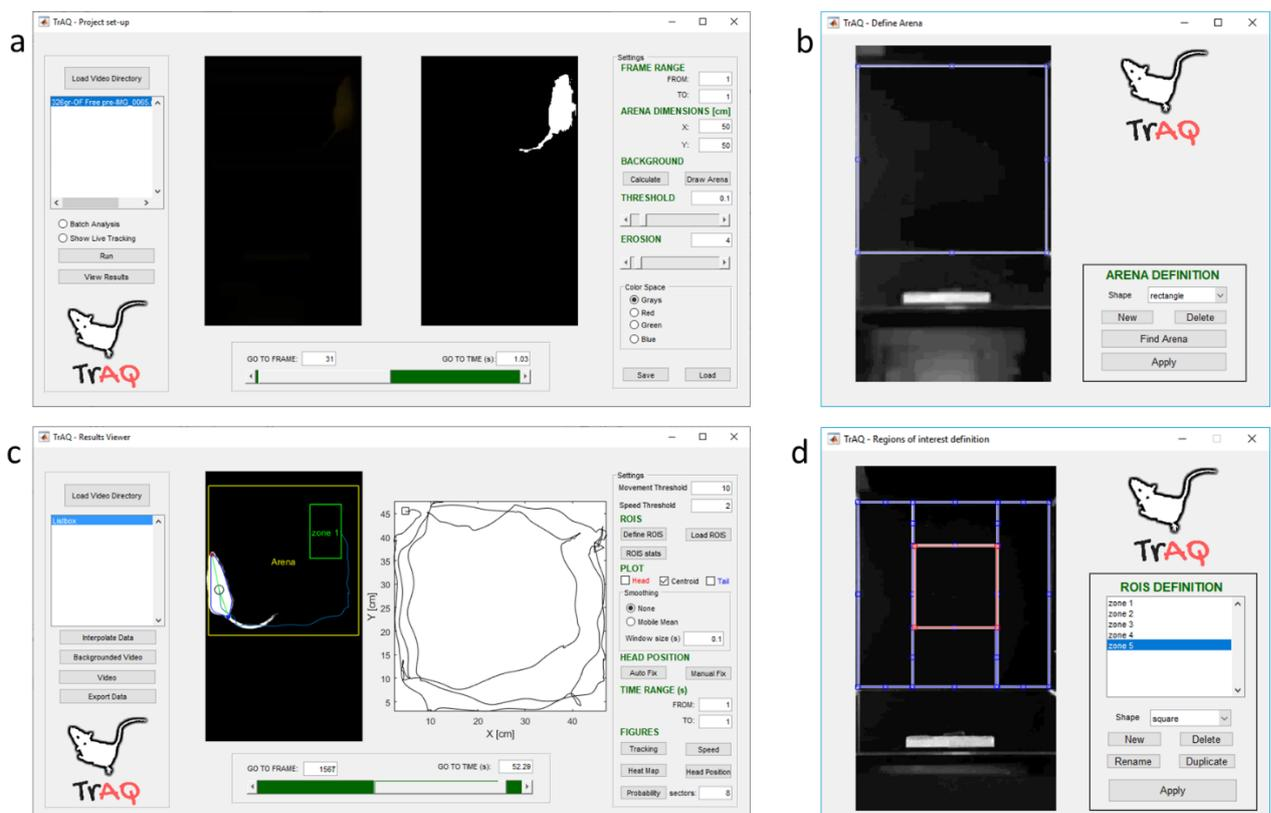 a
TrAQ - Project set-up
Load Video Directory
326gr-OF Free pre-IMG_0065.
Batch Analysis
Show Live Tracking
Run
View Results
TrAQ
GO TO FRAME: 31
GO TO TIME (s): 1.03
Settings
FRAME RANGE
FROM: 1
TO: 1
ARENA DIMENSIONS [cm]
X: 50
Y: 50
BACKGROUND
Calculate Draw Arena
THRESHOLD 0.1
EROSION 4
Color Space
Grays
Red
Green
Blue
Save Load
b
TrAQ - Define Arena
TrAQ
ARENA DEFINITION
Shape rectangle
New Delete
Find Arena
Apply
c
TrAQ - Results Viewer
Load Video Directory
Listbox
Interpolate Data
Backgrounded Video
Video
Export Data
TrAQ
zone 1
Arena
GO TO FRAME: 1567
GO TO TIME (s): 52.29
Y [cm]
45
40
35
30
25
20
15
10
5
10 20 30 40
X [cm]
Settings
Movement Threshold 10
Speed Threshold 2
ROIS
Define ROIS Load ROIS
ROIS stats
PLOT
Head Centroid Tail
Smoothing
None
Mobile Mean
Window size (s) 0.1
HEAD POSITION
Auto Fix Manual Fix
TIME RANGE (s)
FROM: 1
TO: 1
FIGURES
Tracking Speed
Heat Map Head Position
Probability sectors: 8
d
TrAQ - Regions of interest definition
TrAQ
ROIS DEFINITION
zone 1
zone 2
zone 3
zone 4
zone 5
Shape square
New Delete
Rename Duplicate
Apply